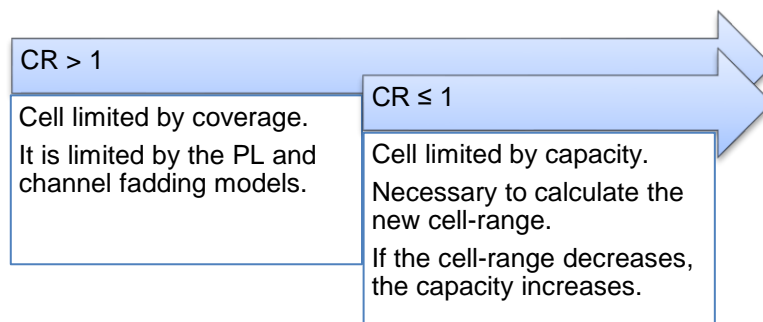 CR > 1
Cell limited by coverage.
It is limited by the PL and
channel fadding models.
CR ≤ 1
Cell limited by capacity.
Necessary to calculate the
new cell-range.
If the cell-range decreases,
the capacity increases.